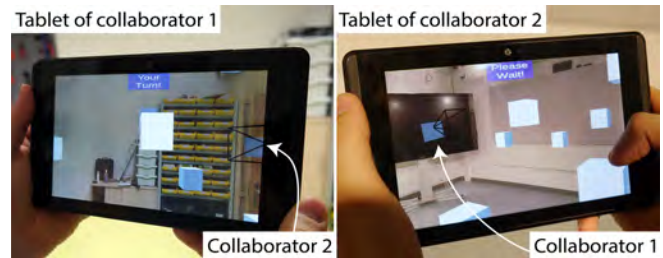 Tablet of collaborator 1
Your
Turn!
Collaborator 2
Tablet of collaborator 2
Please
Wait!
Collaborator 1